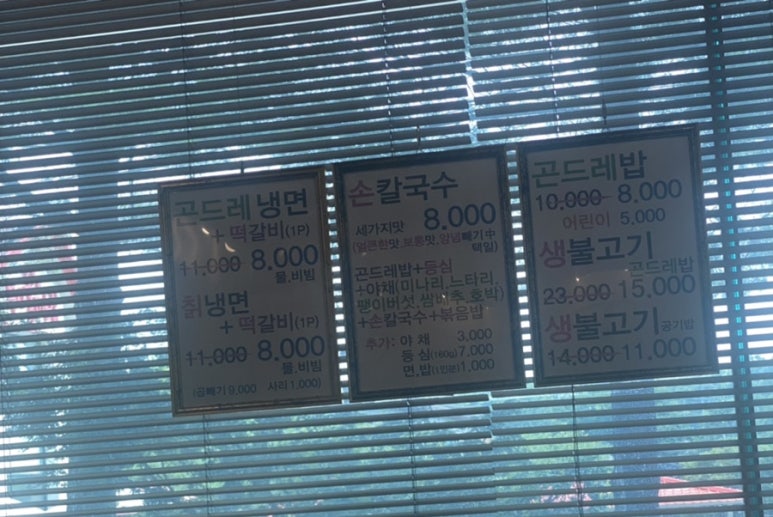 곤드레 냉면
+ 떡갈비(1P)
11,000 8.000
물,비빔
칡냉면
+ 떡갈비(1P)
11,000 8.000
물,비빔
(곱빼기 9,000 사리 1,000)
손칼국수
세가지맛 8.000
(얼큰한맛,보통맛,양념빼기中
택일)
곤드레밥+등심
+야채(미나리,느타리,
팽이버섯,쌈배추,호박)
+손칼국수+볶음밥
추가: 야 채 3,000
등 심(160g) 7,000
면,밥(1인분) 1,000
곤드레밥
10,000 8.000
어린이 5,000
생불고기
곤드레밥
23,000 15.000
생불고기 공기밥
14,000 11.000